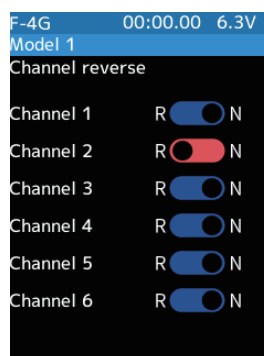 F-4G 00:00.00 6.3V
Model 1
Channel reverse
Channel 1 R N
Channel 2 R N
Channel 3 R N
Channel 4 R N
Channel 5 R N
Channel 6 R N